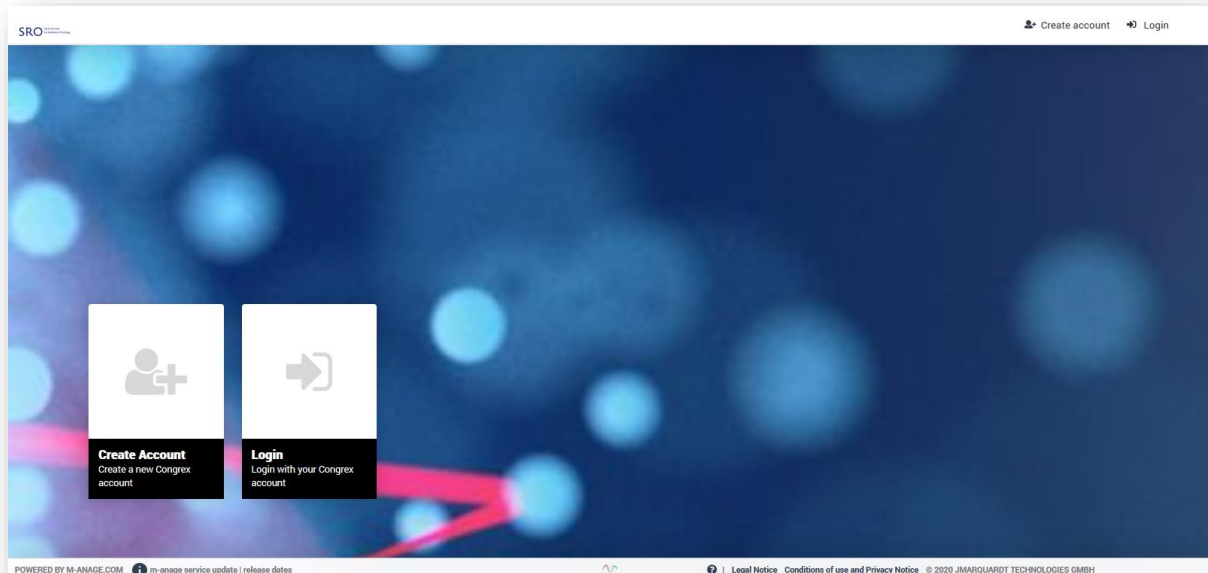 SRO
Create account Login
Create Account
Create a new Congrex
account
Login
Login with your Congrex
account
POWERED BY M-ANAGE.COM i m-anage service update | release dates
? | Legal Notice Conditions of use and Privacy Notice © 2020 JMARQUARDT TECHNOLOGIES GMBH